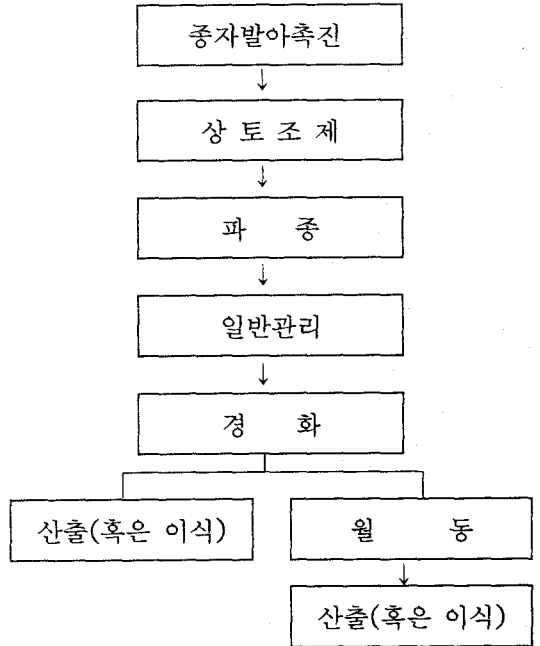 종자발아촉진
↓
상 토 조 제
↓
파 종
↓
일반관리
↓
경 화
산출(혹은 이식)
월 동
↓
산출(혹은 이식)